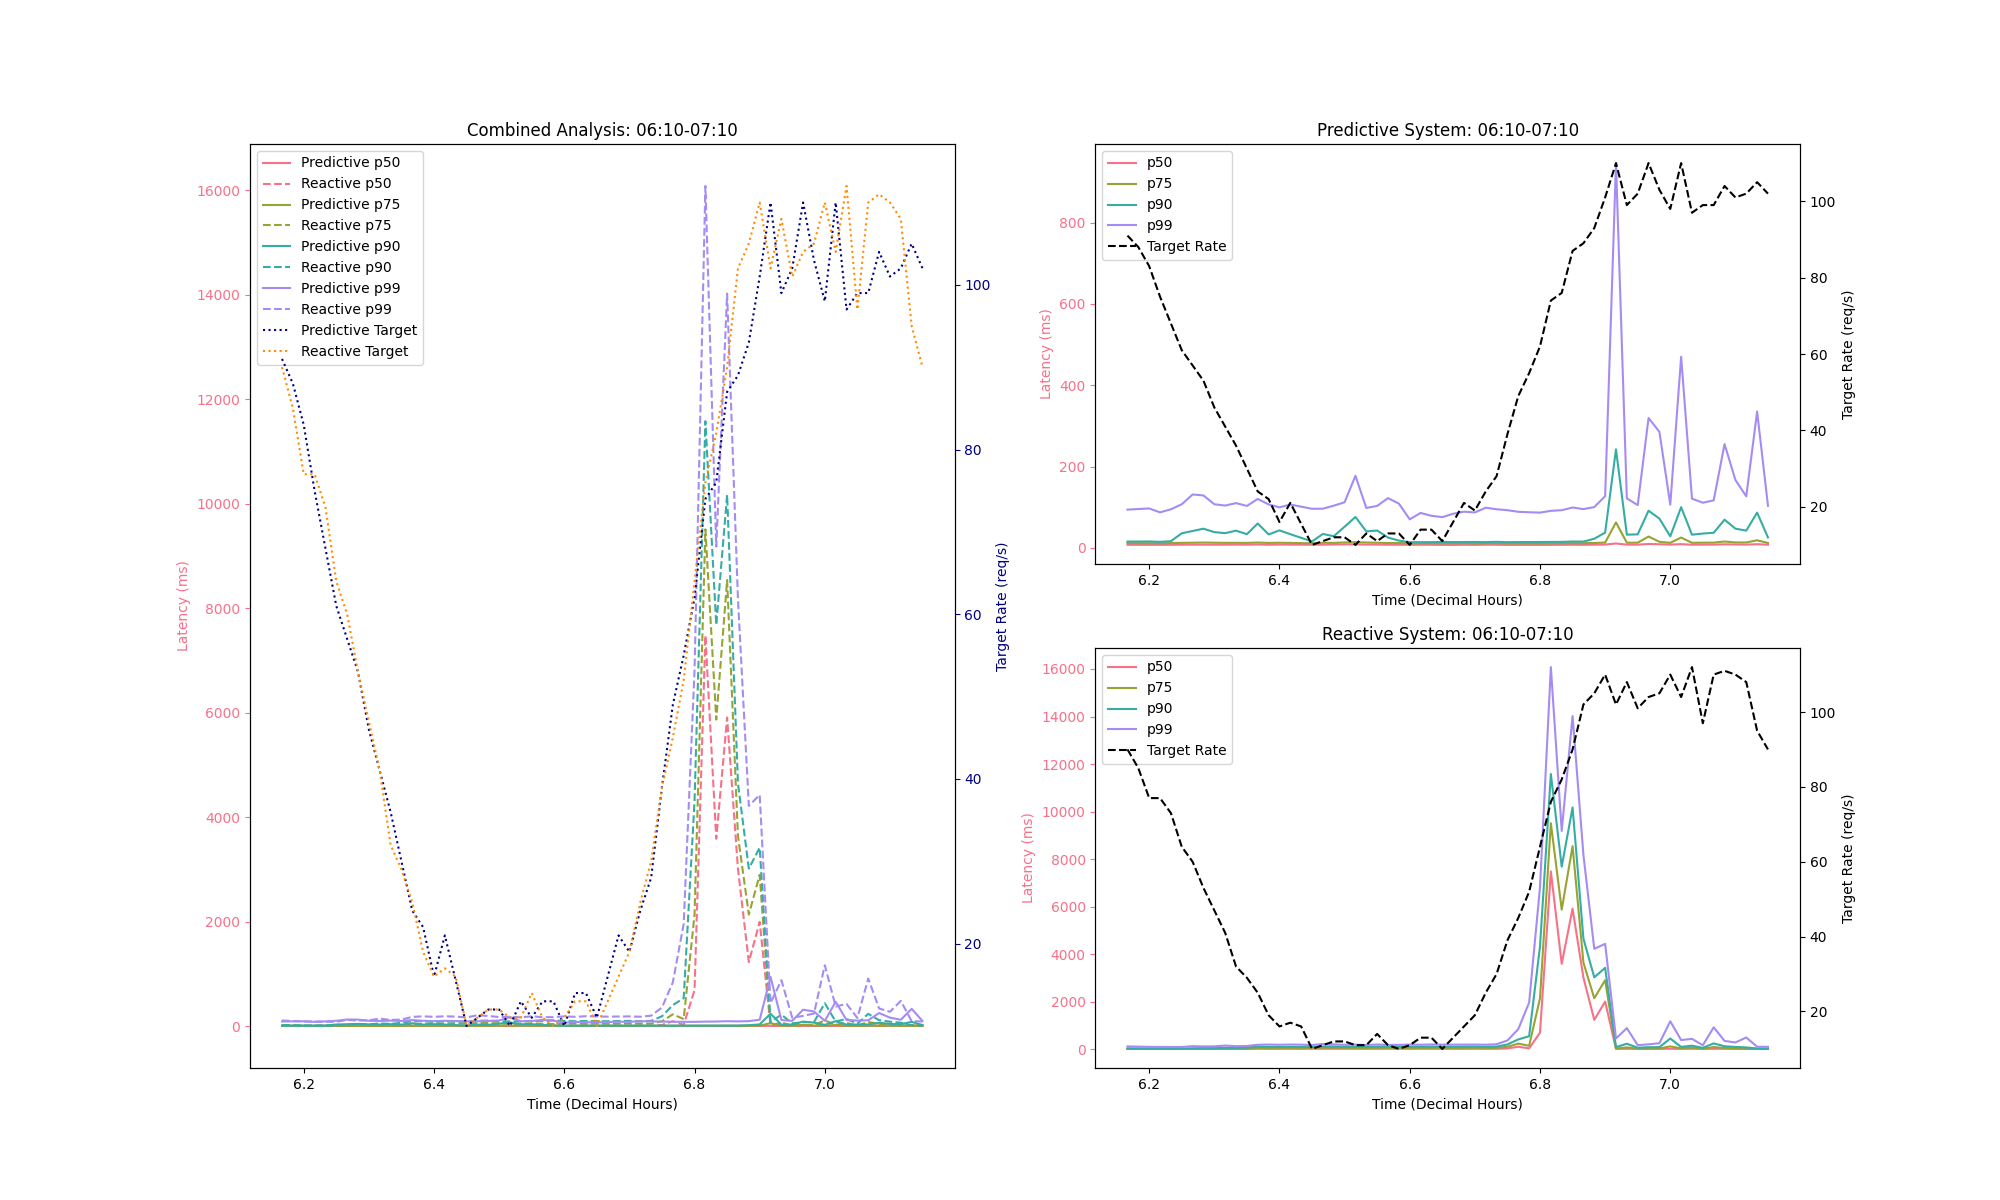 Combined Analysis: 06:10-07:10
Predictive p50
Reactive p50
Predictive p75
Reactive p75
Predictive p90
Reactive p90
Predictive p99
Reactive p99
Predictive Target
Reactive Target
16000
14000
12000
10000
8000
6000
4000
2000
0
Latency (ms)
100
80
60
40
20
Target Rate (req/s)
6.2 6.4 6.6 6.8 7.0
Time (Decimal Hours)
Predictive System: 06:10-07:10
p50
p75
p90
p99
Target Rate
800
600
400
200
0
Latency (ms)
100
80
60
40
20
Target Rate (req/s)
6.2 6.4 6.6 6.8 7.0
Time (Decimal Hours)
Reactive System: 06:10-07:10
p50
p75
p90
p99
Target Rate
16000
14000
12000
10000
8000
6000
4000
2000
0
Latency (ms)
100
80
60
40
20
Target Rate (req/s)
6.2 6.4 6.6 6.8 7.0
Time (Decimal Hours)